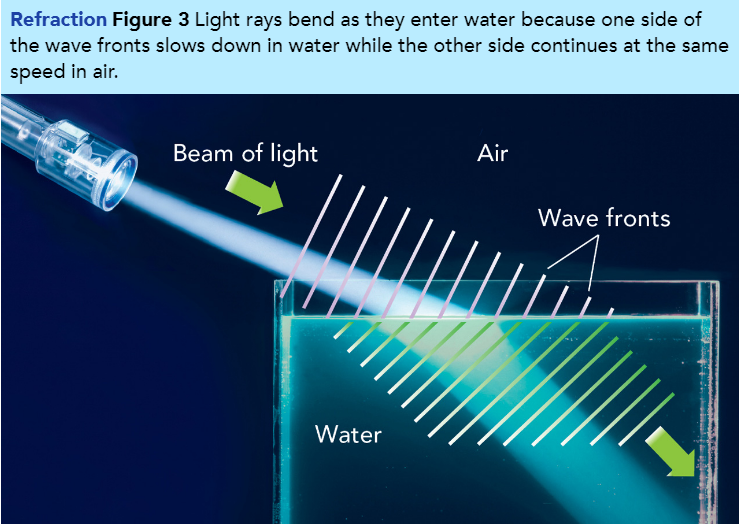 Refraction Figure 3 Light rays bend as they enter water because one side of
the wave fronts slows down in water while the other side continues at the same
speed in air.
Beam of light
Air
Wave fronts
Water